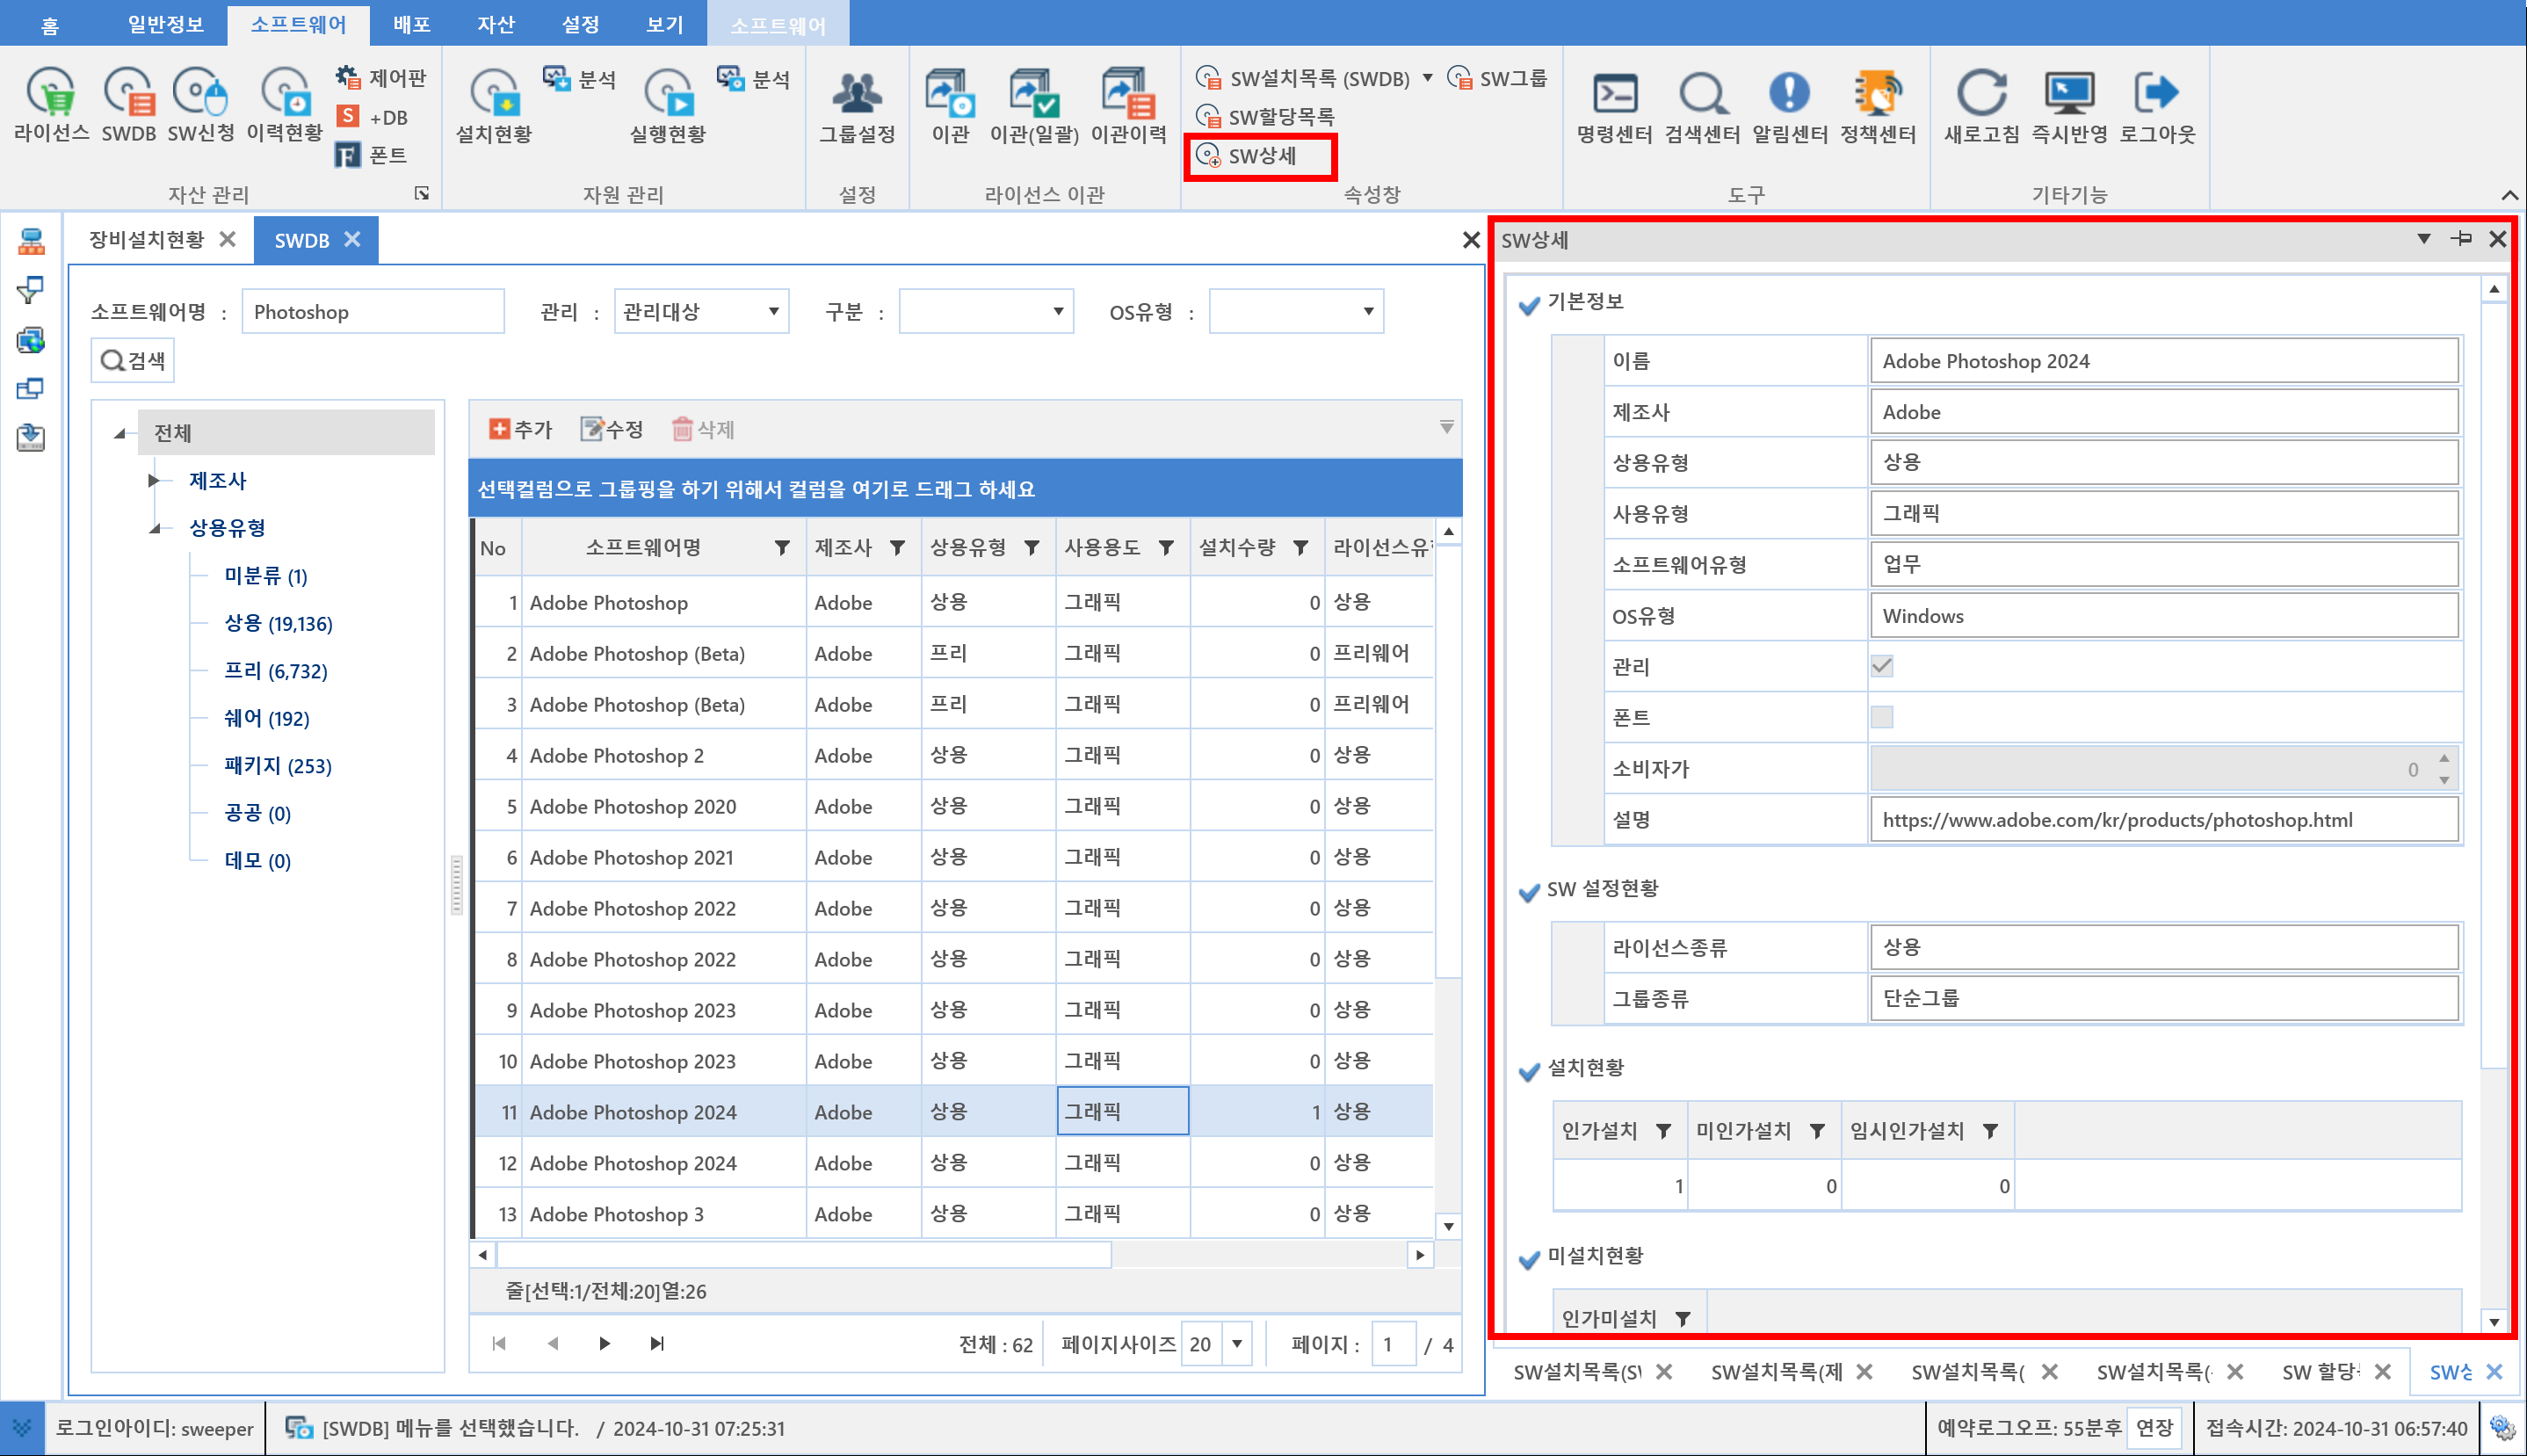 홈 일반정보 소프트웨어 배포 자산 설정 보기 소프트웨어
라이선스 SWDB SW신청 이력현황 제어판 +DB 폰트
설치현황 분석 실행현황 분석
그룹설정
이관 이관(일괄) 이관이력
SW설치목록 (SWDB) SW그룹
SW할당목록
SW상세
명령센터 검색센터 알림센터 정책센터
새로고침 즉시반영 로그아웃
자산 관리 자원 관리 설정 라이선스 이관 속성창 도구 기타기능
장비설치현황 SWDB
소프트웨어명 : Photoshop 관리 : 관리대상 구분 : OS유형 :
검색
전체
제조사
상용유형
미분류 (1)
상용 (19,136)
프리 (6,732)
쉐어 (192)
패키지 (253)
공공 (0)
데모 (0)
추가 수정 삭제
선택컬럼으로 그룹핑을 하기 위해서 컬럼을 여기로 드래그 하세요
No 소프트웨어명 제조사 상용유형 사용용도 설치수량 라이선스유
1 Adobe Photoshop Adobe 상용 그래픽 0 상용
2 Adobe Photoshop (Beta) Adobe 프리 그래픽 0 프리웨어
3 Adobe Photoshop (Beta) Adobe 프리 그래픽 0 프리웨어
4 Adobe Photoshop 2 Adobe 상용 그래픽 0 상용
5 Adobe Photoshop 2020 Adobe 상용 그래픽 0 상용
6 Adobe Photoshop 2021 Adobe 상용 그래픽 0 상용
7 Adobe Photoshop 2022 Adobe 상용 그래픽 0 상용
8 Adobe Photoshop 2022 Adobe 상용 그래픽 0 상용
9 Adobe Photoshop 2023 Adobe 상용 그래픽 0 상용
10 Adobe Photoshop 2023 Adobe 상용 그래픽 0 상용
11 Adobe Photoshop 2024 Adobe 상용 그래픽 1 상용
12 Adobe Photoshop 2024 Adobe 상용 그래픽 0 상용
13 Adobe Photoshop 3 Adobe 상용 그래픽 0 상용
줄[선택:1/전체:20]열:26
전체 : 62 페이지사이즈 20 페이지 : 1 / 4
SW상세
기본정보
이름 Adobe Photoshop 2024
제조사 Adobe
상용유형 상용
사용유형 그래픽
소프트웨어유형 업무
OS유형 Windows
관리
폰트
소비자가 0
설명 https://www.adobe.com/kr/products/photoshop.html
SW 설정현황
라이선스종류 상용
그룹종류 단순그룹
설치현황
인가설치 미인가설치 임시인가설치
1 0 0
미설치현황
인가미설치
SW설치목록(SW SW설치목록(제 SW설치목록( SW설치목록( SW 할당 SW상
로그인아이디: sweeper [SWDB] 메뉴를 선택했습니다. / 2024-10-31 07:25:31 예약로그오프: 55분후 연장 접속시간: 2024-10-31 06:57:40